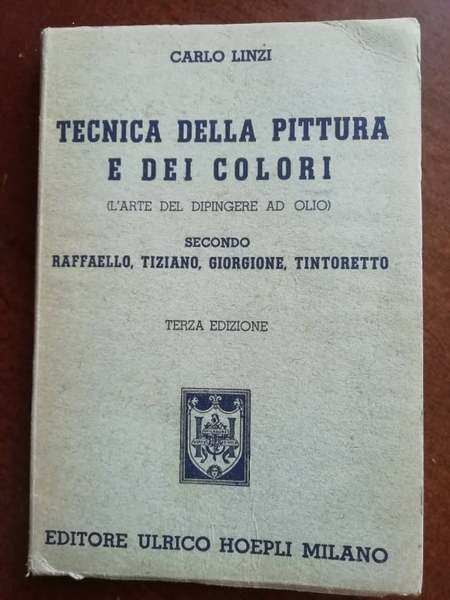 CARLO LINZI
TECNICA DELLA PITTURA
E DEI COLORI
(L'ARTE DEL DIPINGERE AD OLIO)
SECONDO
RAFFAELLO, TIZIANO, GIORGIONE, TINTORETTO
TERZA EDIZIONE
EDITORE ULRICO HOEPLI MILANO